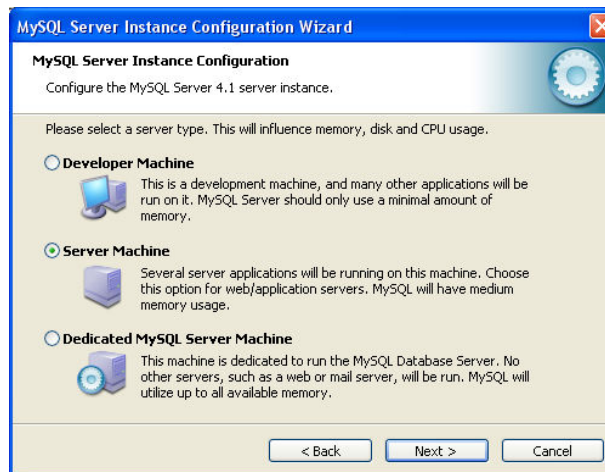 MySQL Server Instance Configuration Wizard
MySQL Server Instance Configuration
Configure the MySQL Server 4.1 server instance.
Please select a server type. This will influence memory, disk and CPU usage.
Developer Machine
This is a development machine, and many other applications will be
run on it. MySQL Server should only use a minimal amount of
memory.
Server Machine
Several server applications will be running on this machine. Choose
this option for web/application servers. MySQL will have medium
memory usage.
Dedicated MySQL Server Machine
This machine is dedicated to run the MySQL Database Server. No
other servers, such as a web or mail server, will be run. MySQL will
utilize up to all available memory.
< Back Next > Cancel